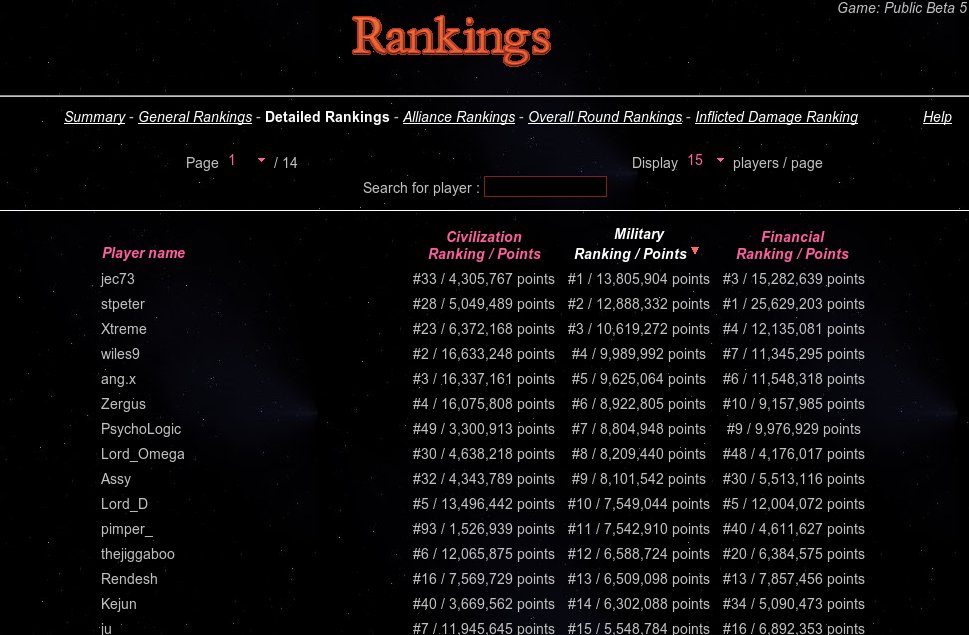 Game: Public Beta 5
Rankings
Summary - General Rankings - Detailed Rankings - Alliance Rankings - Overall Round Rankings - Inflicted Damage Ranking Help
Page 1 / 14 Display 15 players / page
Search for player :
Player name Civilization Ranking / Points Military Ranking / Points Financial Ranking / Points
jec73 #33 / 4,305,767 points #1 / 13,805,904 points #3 / 15,282,639 points
stpeter #28 / 5,049,489 points #2 / 12,888,332 points #1 / 25,629,203 points
Xtreme #23 / 6,372,168 points #3 / 10,619,272 points #4 / 12,135,081 points
wiles9 #2 / 16,633,248 points #4 / 9,989,992 points #7 / 11,345,295 points
ang.x #3 / 16,337,161 points #5 / 9,625,064 points #6 / 11,548,318 points
Zergus #4 / 16,075,808 points #6 / 8,922,805 points #10 / 9,157,985 points
PsychoLogic #49 / 3,300,913 points #7 / 8,804,948 points #9 / 9,976,929 points
Lord_Omega #30 / 4,638,218 points #8 / 8,209,440 points #48 / 4,176,017 points
Assy #32 / 4,343,789 points #9 / 8,101,542 points #30 / 5,513,116 points
Lord_D #5 / 13,496,442 points #10 / 7,549,044 points #5 / 12,004,072 points
pimper_ #93 / 1,526,939 points #11 / 7,542,910 points #40 / 4,611,627 points
thejiggaboo #6 / 12,065,875 points #12 / 6,588,724 points #20 / 6,384,575 points
Rendesh #16 / 7,569,729 points #13 / 6,509,098 points #13 / 7,857,456 points
Kejun #40 / 3,669,562 points #14 / 6,302,088 points #34 / 5,090,473 points
ju #7 / 11,945,645 points #15 / 5,548,784 points #16 / 6,892,353 points